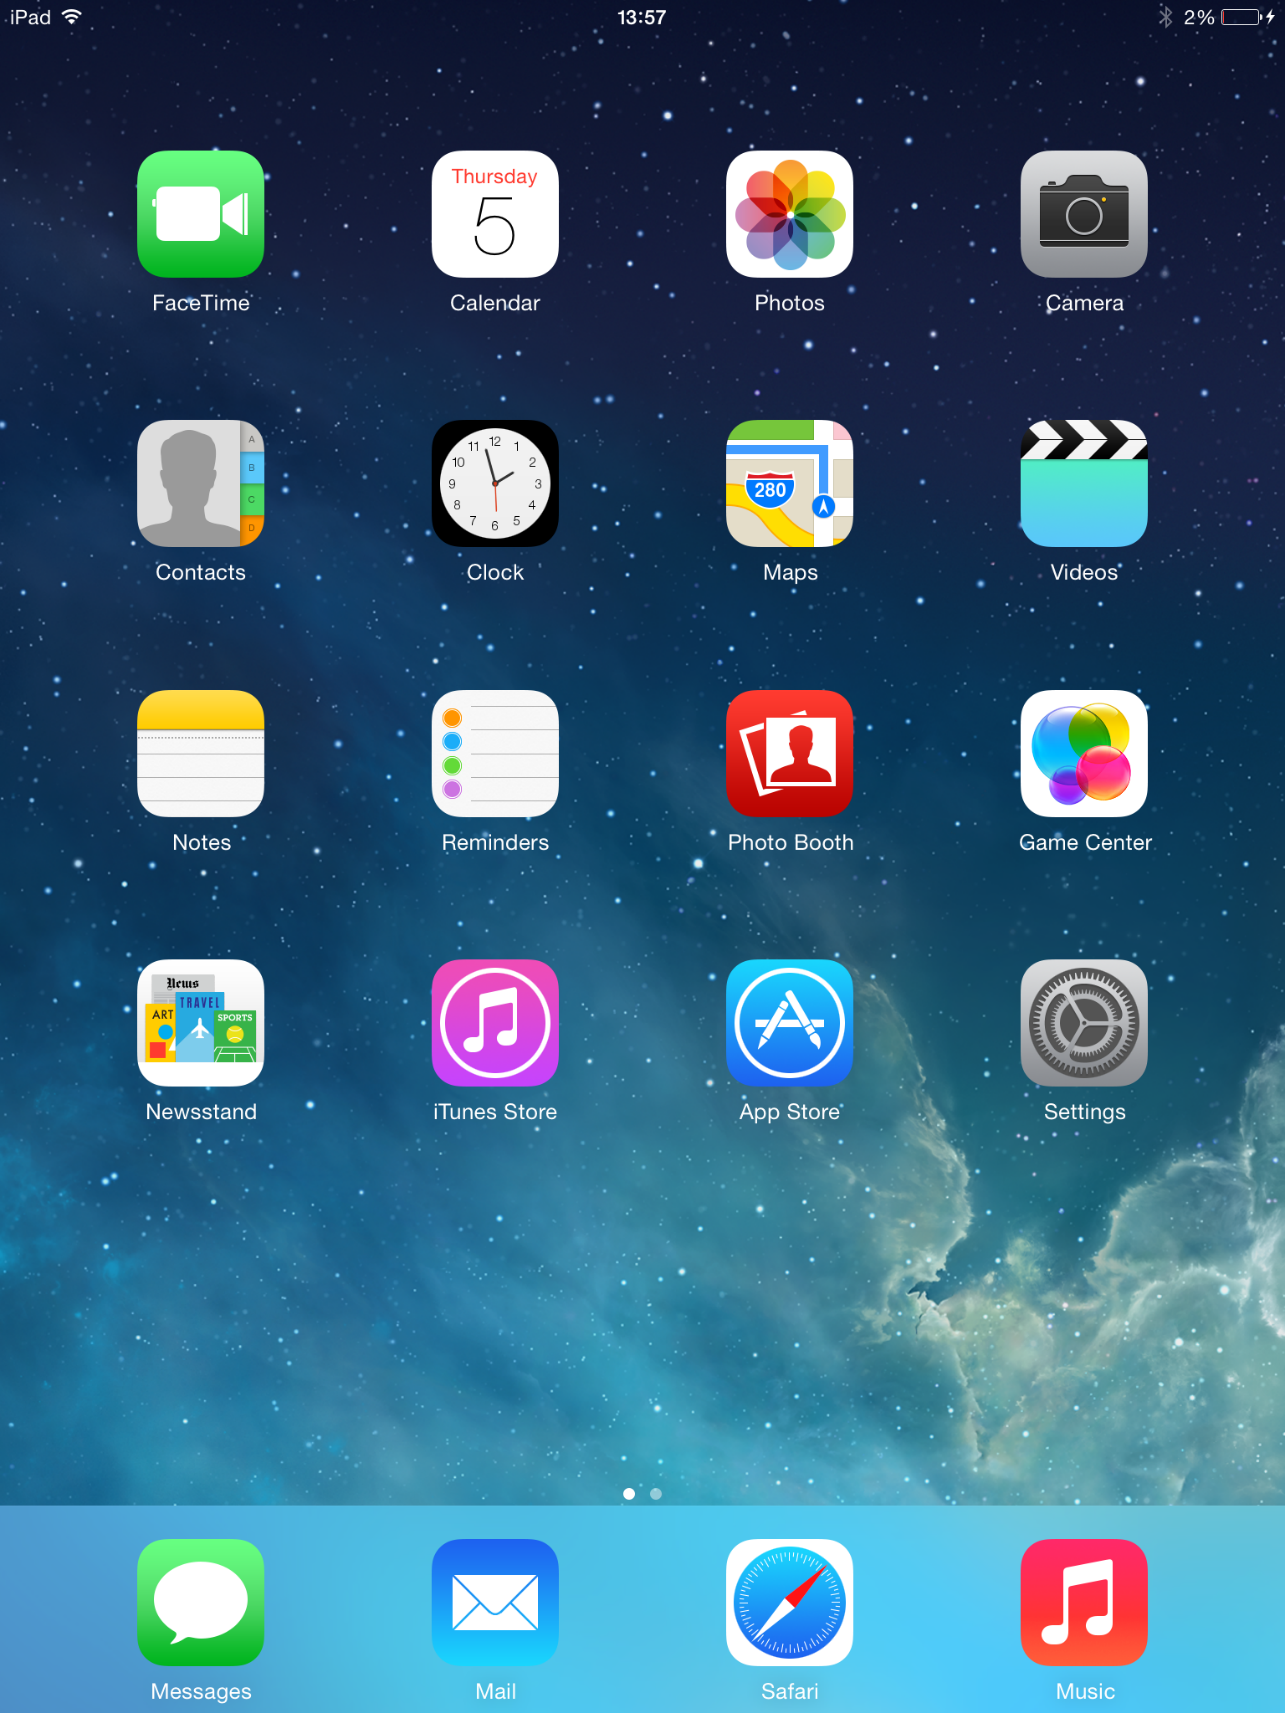 iPad 13:57 2%
Thursday
5
FaceTime Calendar Photos Camera
A
B
C
D
12
11 1
10 2
9 3
8 4
7 5
6
280
Contacts Clock Maps Videos
Notes Reminders Photo Booth Game Center
News
TRAVEL
ART
SPORTS
Newsstand iTunes Store App Store Settings
Messages Mail Safari Music